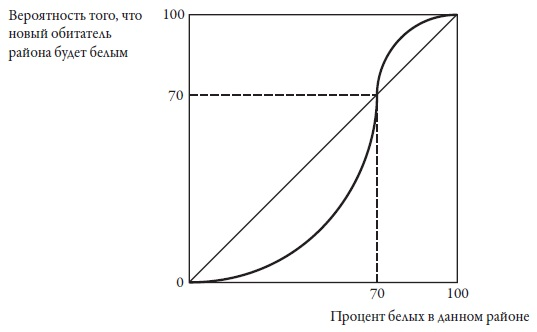 Вероятность того, что
новый обитатель
района будет белым
100
70
0
70
100
Процент белых в данном районе